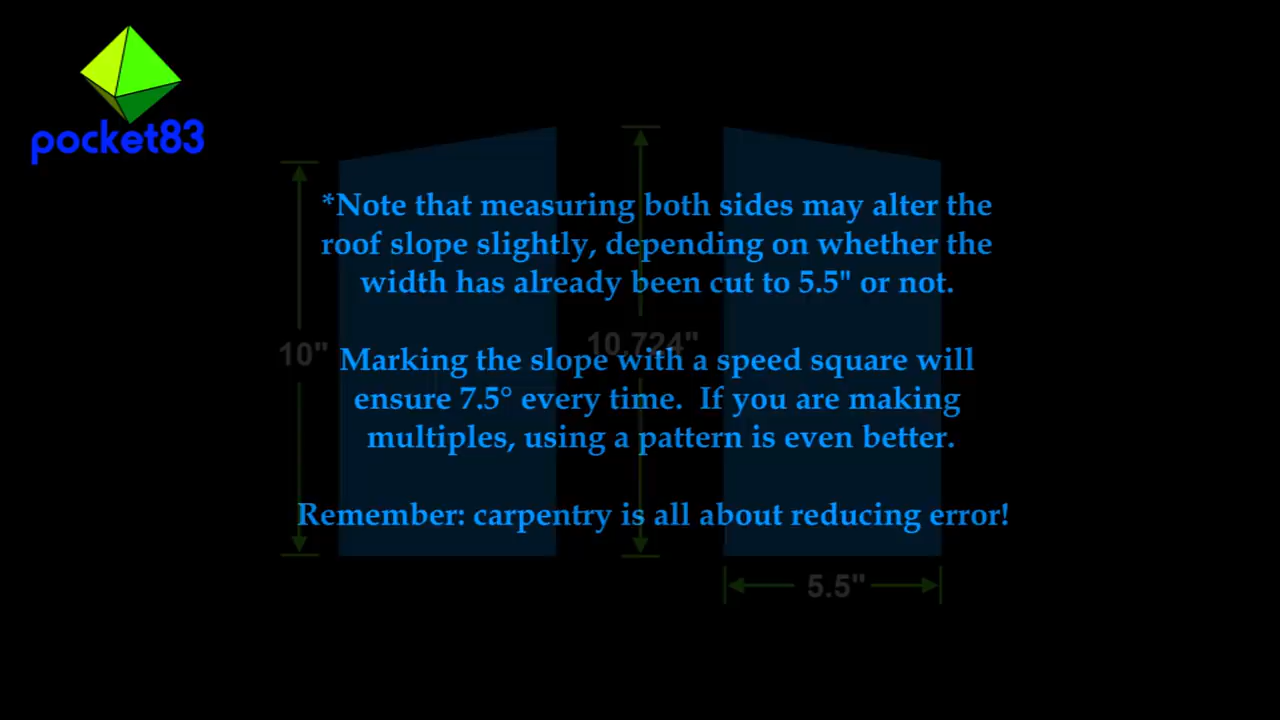 pocket83
*Note that measuring both sides may alter the
roof slope slightly, depending on whether the
width has already been cut to 5.5" or not.
10"
10.724"
Marking the slope with a speed square will
ensure 7.5° every time.  If you are making
multiples, using a pattern is even better.
Remember: carpentry is all about reducing error!
5.5"